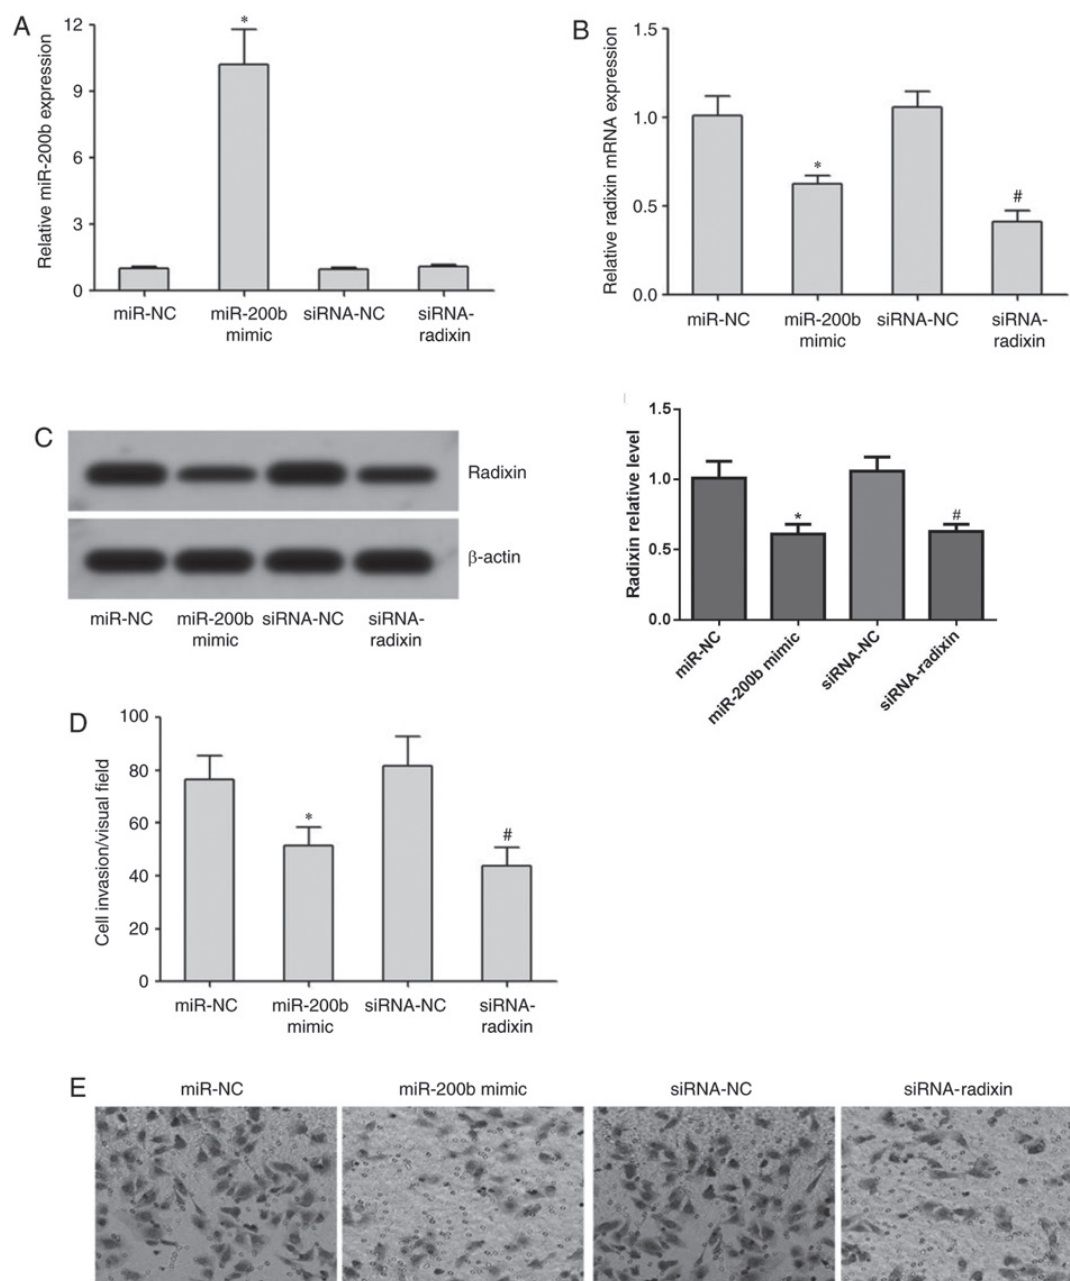 A
Relative miR-200b expression
12
9
6
3
0
*
miR-NC
miR-200b
mimic
siRNA-NC
siRNA-
radixin
B
Relative radixin mRNA expression
1.5
1.0
0.5
0.0
*
#
miR-NC
miR-200b
mimic
siRNA-NC
siRNA-
radixin
C
Radixin
β-actin
miR-NC
miR-200b
mimic
siRNA-NC
siRNA-
radixin
Radixin relative level
1.5
1.0
0.5
0.0
*
#
miR-NC
miR-200b mimic
siRNA-NC
siRNA-radixin
D
Cell invasion/visual field
100
80
60
40
20
0
*
#
miR-NC
miR-200b
mimic
siRNA-NC
siRNA-
radixin
E
miR-NC
miR-200b mimic
siRNA-NC
siRNA-radixin